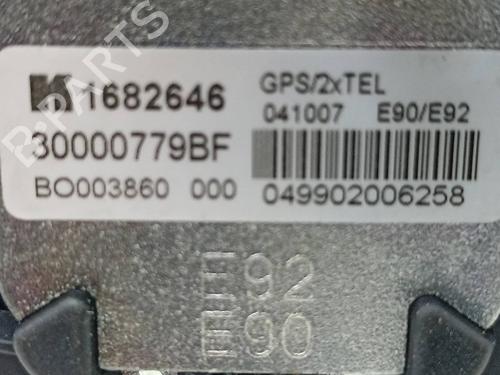 B-PARTS
1682646
GPS/2xTEL
041007 E90/E92
30000779BF
BO003860 000
049902006258
E92
E90